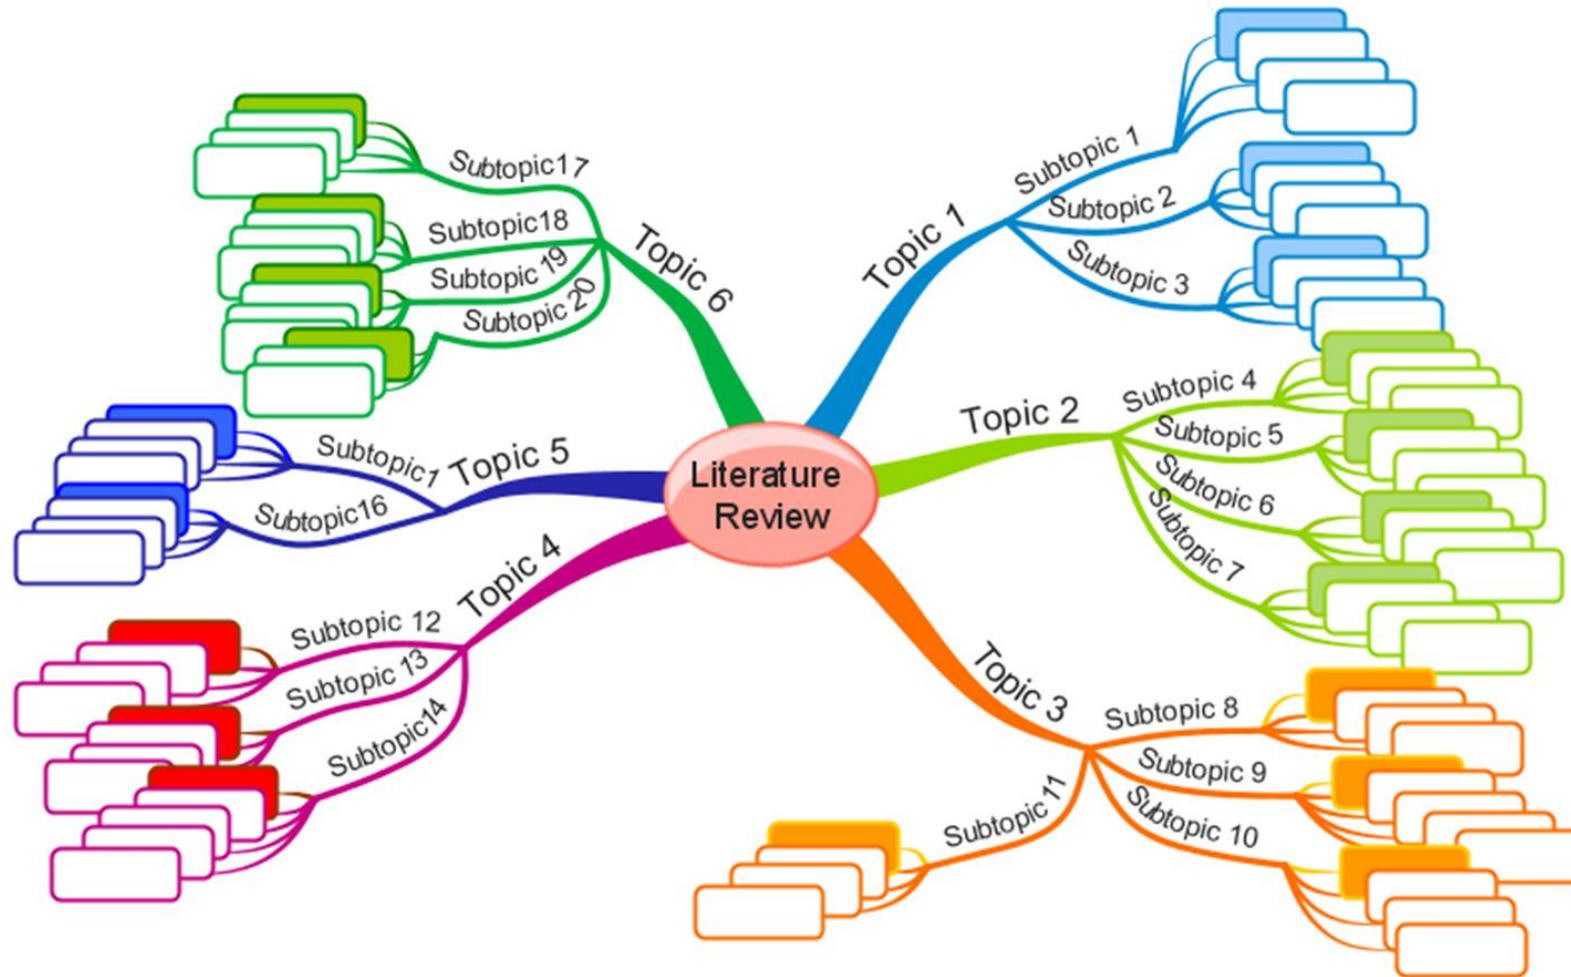 Literature
Review
Topic 1
Subtopic 1
Subtopic 2
Subtopic 3
Topic 2
Subtopic 4
Subtopic 5
Subtopic 6
Subtopic 7
Topic 3
Subtopic 8
Subtopic 9
Subtopic 10
Subtopic 11
Topic 4
Subtopic 12
Subtopic 13
Subtopic14
Topic 5
Subtopic1
Subtopic16
Topic 6
Subtopic17
Subtopic18
Subtopic 19
Subtopic 20